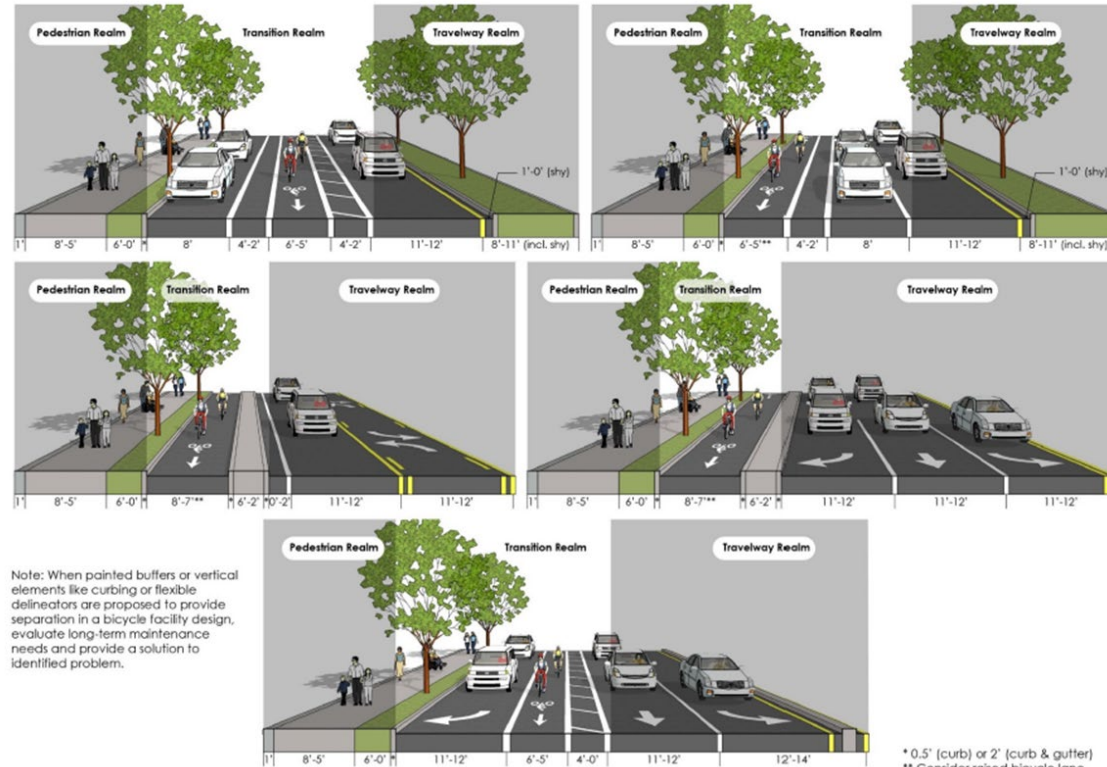 Pedestrian Realm Transition Realm Travelway Realm
1'-0' (shy)
1' 8'-5' 6'-0' * 8' 4'-2' 6'-5' 4'-2' 11'-12' 8'-11' (incl. shy)
Pedestrian Realm Transition Realm Travelway Realm
1'-0' (shy)
1' 8'-5' 6'-0' * 6'-5'** 4'-2' 8' 11'-12' 8'-11' (incl. shy)
Pedestrian Realm Transition Realm Travelway Realm
1' 8'-5' 6'-0' * 8'-7'** * 6'-2' * 0'-2' 11'-12' 11'-12'
Pedestrian Realm Transition Realm Travelway Realm
1' 8'-5' 6'-0' * 8'-7'** * 6'-2' * 11'-12' 11'-12' 11'-12'
Note: When painted buffers or vertical
elements like curbing or flexible
delineators are proposed to provide
separation in a bicycle facility design,
evaluate long-term maintenance
needs and provide a solution to
identified problem.
Pedestrian Realm Transition Realm Travelway Realm
1' 8'-5' 6'-0' * 11'-12' 6'-5' 4'-0' 11'-12' 12'-14'
* 0.5' (curb) or 2' (curb & gutter)
** Consider raised bicycle lane